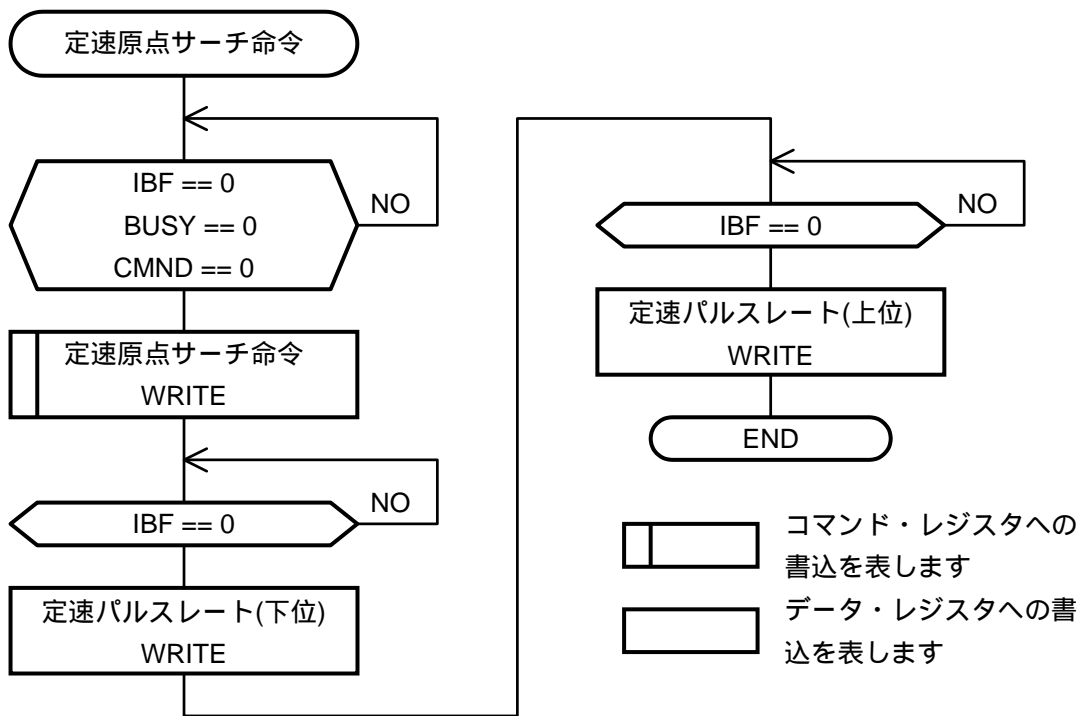 定速原点サーチ命令
IBF == 0
BUSY == 0
CMND == 0
NO
定速原点サーチ命令
WRITE
IBF == 0
NO
定速パルスレート(下位)
WRITE
IBF == 0
NO
定速パルスレート(上位)
WRITE
END
コマンド・レジスタへの
書込を表します
データ・レジスタへの書
込を表します